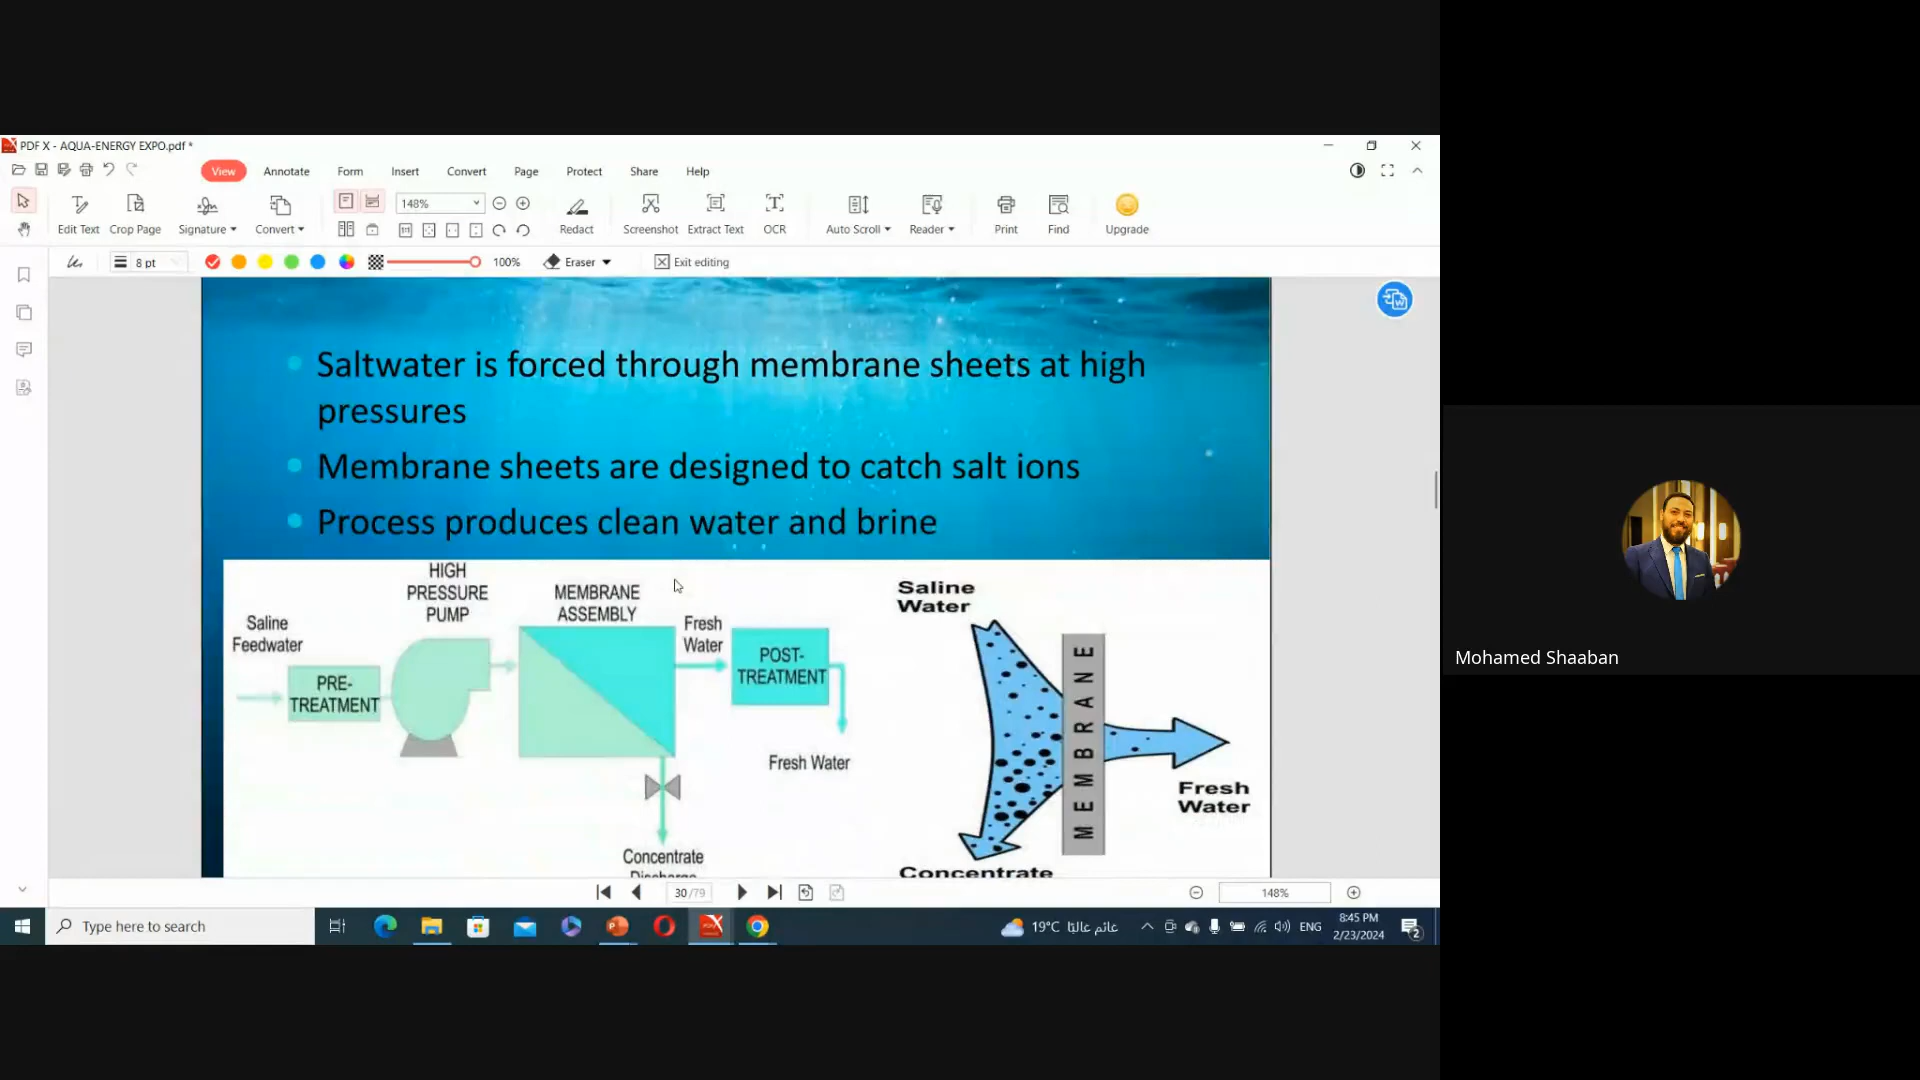 PDF X - AQUA-ENERGY EXPO.pdf *
View Annotate Form Insert Convert Page Protect Share Help
148%
Edit Text Crop Page Signature Convert Redact Screenshot Extract Text OCR Auto Scroll Reader Print Find Upgrade
8 pt 100% Eraser Exit editing
Saltwater is forced through membrane sheets at high
pressures
Membrane sheets are designed to catch salt ions
Process produces clean water and brine
HIGH
PRESSURE
PUMP
MEMBRANE
ASSEMBLY
Saline
Feedwater
Fresh
Water
PRE-
TREATMENT
POST-
TREATMENT
Fresh Water
Concentrate
Discharge
Saline
Water
MEMBRANE
Fresh
Water
Concentrate
30 /79
148%
Type here to search
19°C غائم غالبًا
ENG
8:45 PM
2/23/2024
2
Mohamed Shaaban